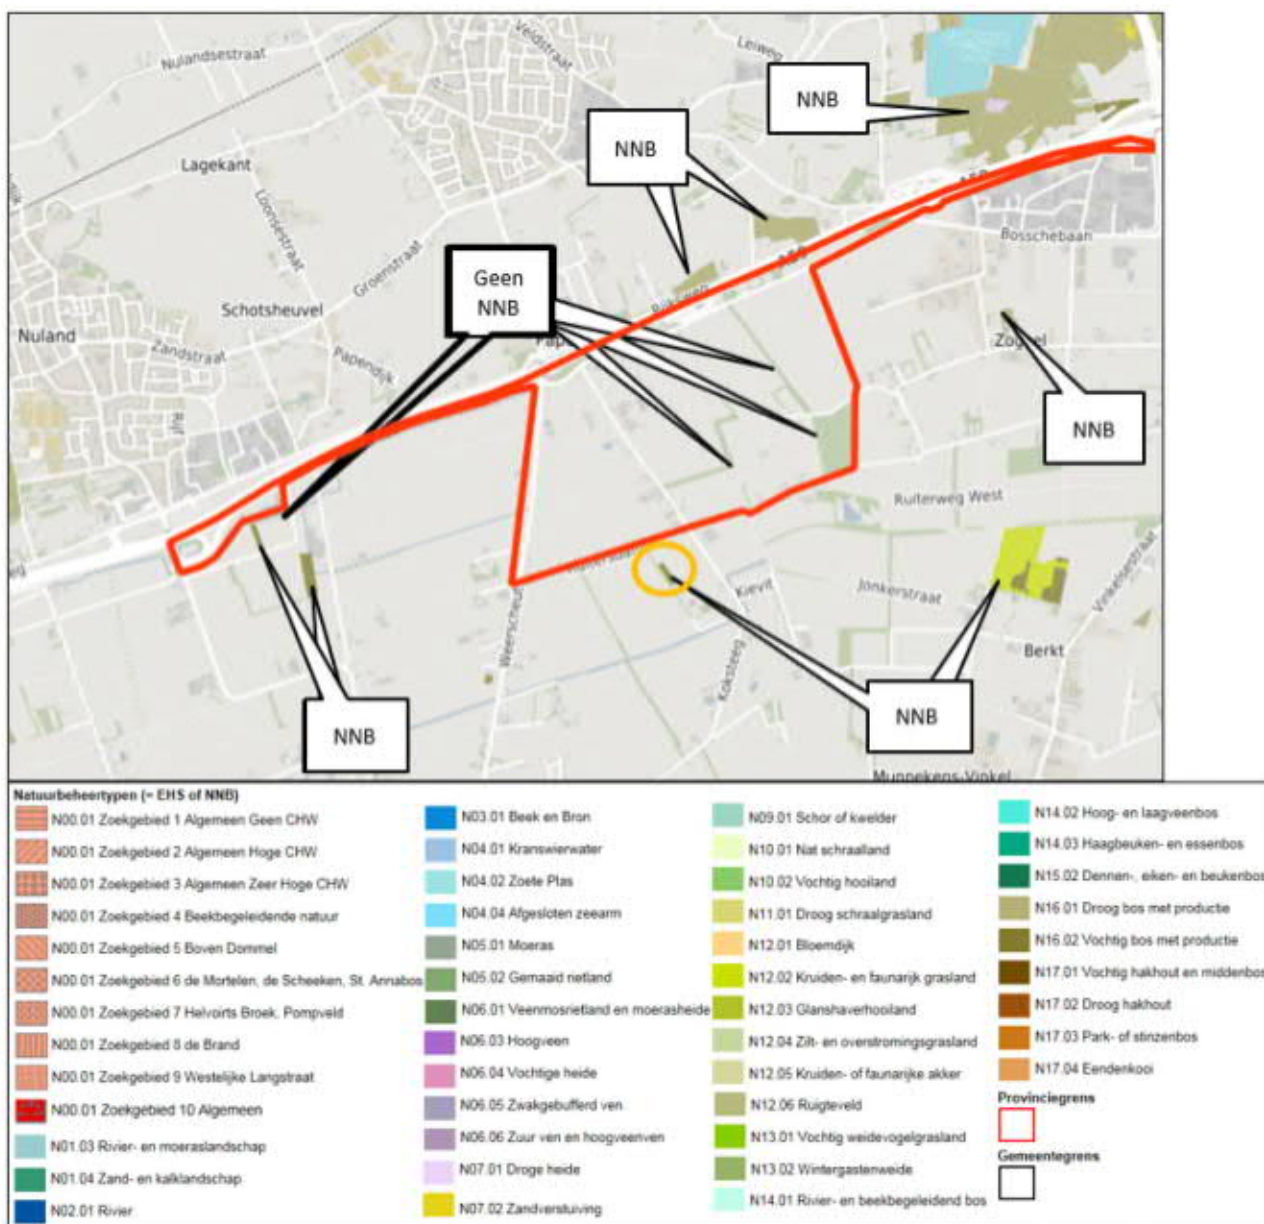 Nulandsestraat
Veldstraat
Leiweg
NNB
NNB
Lagekant
Loonsestraat
A59
Bosschebaan
Groenstraat
Geen
NNB
A59
Schotsheuvel
Rijksweg
Nuland
Zandstraat
Papendijk
Rijf
NNB
Ruiterweg West
Weerscheut
Kievit
Jonkerstraat
Vinkelsestraat
Koksteeg
Berkt
NNB
NNB
Munnekens-Vinkel
Natuurbeheertypen (= EHS of NNB)
N00.01 Zoekgebied 1 Algemeen Geen CHW
N00.01 Zoekgebied 2 Algemeen Hoge CHW
N00.01 Zoekgebied 3 Algemeen Zeer Hoge CHW
N00.01 Zoekgebied 4 Beekbegeleidende natuur
N00.01 Zoekgebied 5 Boven Dommel
N00.01 Zoekgebied 6 de Mortelen, de Scheeken, St. Annabos
N00.01 Zoekgebied 7 Helvoirts Broek, Pompveld
N00.01 Zoekgebied 8 de Brand
N00.01 Zoekgebied 9 Westelijke Langstraat
N00.01 Zoekgebied 10 Algemeen
N01.03 Rivier- en moeraslandschap
N01.04 Zand- en kalklandschap
N02.01 Rivier
N03.01 Beek en Bron
N04.01 Kranswierwater
N04.02 Zoete Plas
N04.04 Afgesloten zeearm
N05.01 Moeras
N05.02 Gemaaid rietland
N06.01 Veenmosrietland en moerasheide
N06.03 Hoogveen
N06.04 Vochtige heide
N06.05 Zwakgebufferd ven
N06.06 Zuur ven en hoogveenven
N07.01 Droge heide
N07.02 Zandverstuiving
N09.01 Schor of kwelder
N10.01 Nat schraalland
N10.02 Vochtig hooiland
N11.01 Droog schraalgrasland
N12.01 Bloemdijk
N12.02 Kruiden- en faunarijk grasland
N12.03 Glanshaverhooiland
N12.04 Zilt- en overstromingsgrasland
N12.05 Kruiden- of faunarijke akker
N12.06 Ruigteveld
N13.01 Vochtig weidevogelgrasland
N13.02 Wintergastenweide
N14.01 Rivier- en beekbegeleidend bos
N14.02 Hoog- en laagveenbos
N14.03 Haagbeuken- en essenbos
N15.02 Dennen-, eiken- en beukenbos
N16.01 Droog bos met productie
N16.02 Vochtig bos met productie
N17.01 Vochtig hakhout en middenbos
N17.02 Droog hakhout
N17.03 Park- of stinzenbos
N17.04 Eendenkooi
Provinciegrens
Gemeentegrens